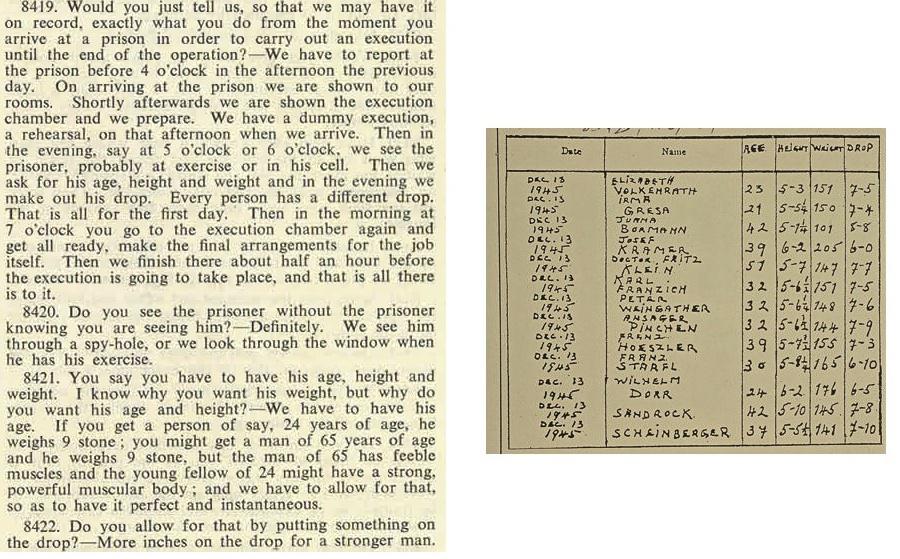 8419. Would you just tell us, so that we may have it
on record, exactly what you do from the moment you
arrive at a prison in order to carry out an execution
until the end of the operation?—We have to report at
the prison before 4 o'clock in the afternoon the previous
day. On arriving at the prison we are shown to our
rooms. Shortly afterwards we are shown the execution
chamber and we prepare. We have a dummy execution,
a rehearsal, on that afternoon when we arrive. Then in
the evening, say at 5 o'clock or 6 o'clock, we see the
prisoner, probably at exercise or in his cell. Then we
ask for his age, height and weight and in the evening we
make out his drop. Every person has a different drop.
That is all for the first day. Then in the morning at
7 o'clock you go to the execution chamber again and
get all ready, make the final arrangements for the job
itself. Then we finish there about half an hour before
the execution is going to take place, and that is all there
is to it.
8420. Do you see the prisoner without the prisoner
knowing you are seeing him?—Definitely. We see him
through a spy-hole, or we look through the window when
he has his exercise.
8421. You say you have to have his age, height and
weight. I know why you want his weight, but why do
you want his age and height?—We have to have his
age. If you get a person of say, 24 years of age, he
weighs 9 stone; you might get a man of 65 years of age
and he weighs 9 stone, but the man of 65 has feeble
muscles and the young fellow of 24 might have a strong,
powerful muscular body; and we have to allow for that,
so as to have it perfect and instantaneous.
8422. Do you allow for that by putting something on
the drop?—More inches on the drop for a stronger man.
Date Name AGE HEIGHT WEIGHT DROP
DEC 13 ELIZABETH
1945 VOLKENRATH 23 5-3 151 7-5
DEC. 13 IRMA
1945 GRESA 21 5-5¼ 150 7-4
DEC. 13 JUANA
1945 BORMANN 42 101 5-8
DEC. 13 JOSEF
1945 KRAMER 39 6-2 205 6-0
DEC 13 DOCTOR. FRITZ
1945 KLEIN 5-7 147 7-7
DEC. 13 KARL
1945 FRANZICH 32 151 7-5
DEC. 13 PETER
1945 WEINGATHER 32 148 7-6
DEC. 13 ANSAGER
1945 PINCHEN 32 144 7-9
DEC. 13 FRANZ
1945 HOESZLER 39 155 7-3
DEC. 13 FRANZ
1945 STARFL 30 165 6-10
DEC. 13 WILHELM
1945 DORR 24 6-2 176 6-5
DEC. 13
1945 SANDROCK. 42 5-10 145 7-8
DEC. 13
1945 SCHEINBERGER 37 141 7-10